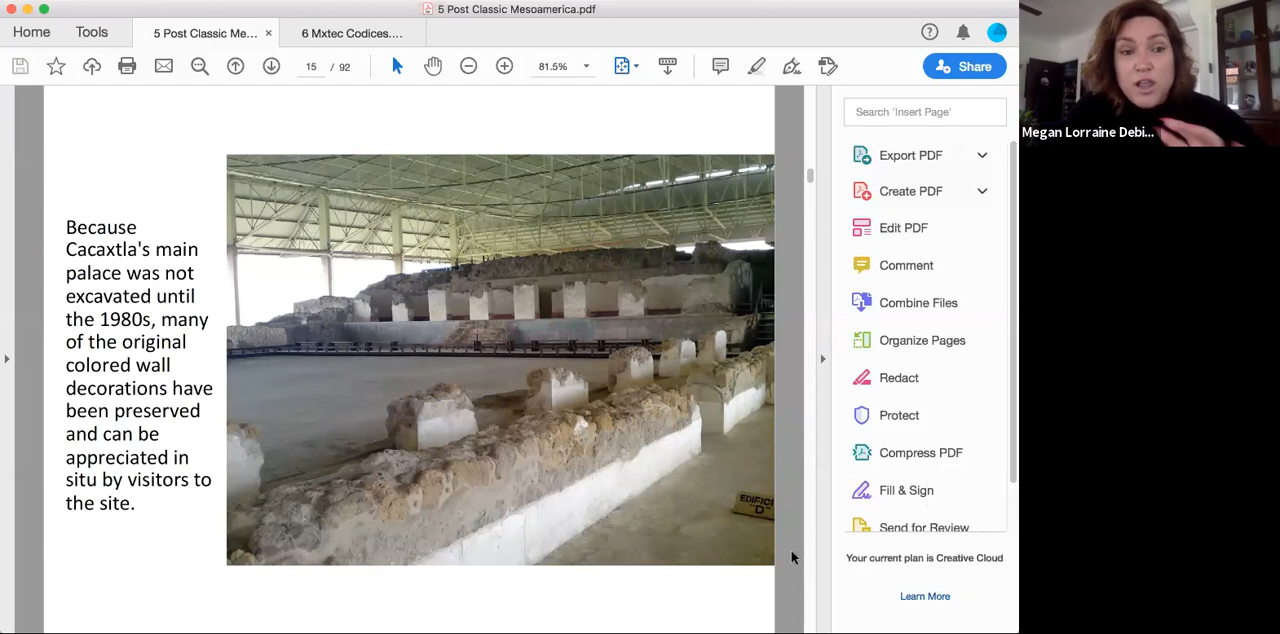 5 Post Classic Mesoamerica.pdf
Home
Tools
5 Post Classic Me... ×
6 Mxtec Codices....
15 / 92
81.5%
Share
Megan Lorraine Debi...
Search 'Insert Page'
Export PDF
Create PDF
Edit PDF
Comment
Combine Files
Organize Pages
Redact
Protect
Compress PDF
Fill & Sign
Send for Review
Your current plan is Creative Cloud
Learn More
Because
Cacaxtla's main
palace was not
excavated until
the 1980s, many
of the original
colored wall
decorations have
been preserved
and can be
appreciated in
situ by visitors to
the site.
EDIFICI
"D"